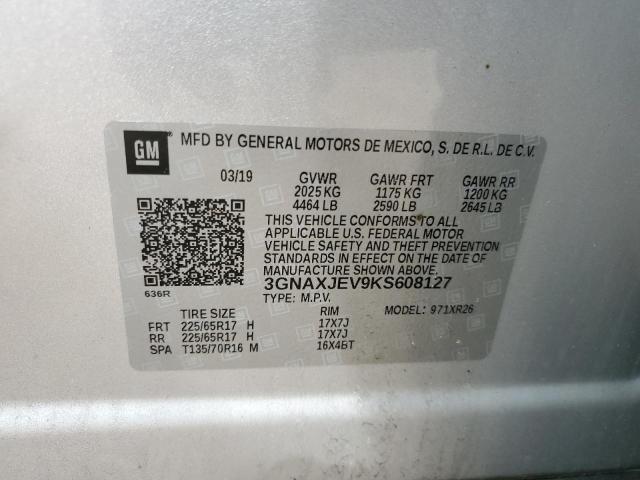 GM
MFD BY GENERAL MOTORS DE MEXICO, S. DE R.L. DE C.V.
03/19 GVWR GAWR FRT GAWR RR
2025 KG 1175 KG 1200 KG
4464 LB 2590 LB 2645 LB
THIS VEHICLE CONFORMS TO ALL
APPLICABLE U.S. FEDERAL MOTOR
VEHICLE SAFETY AND THEFT PREVENTION
STANDARDS IN EFFECT ON THE DATE OF
MANUFACTURE SHOWN ABOVE.
3GNAXJEV9KS608127
636R
TYPE: M.P.V. MODEL: 971XR26
TIRE SIZE RIM
FRT 225/65R17 H 17X7J
RR 225/65R17 H 17X7J
SPA T135/70R16 M 16X4BT